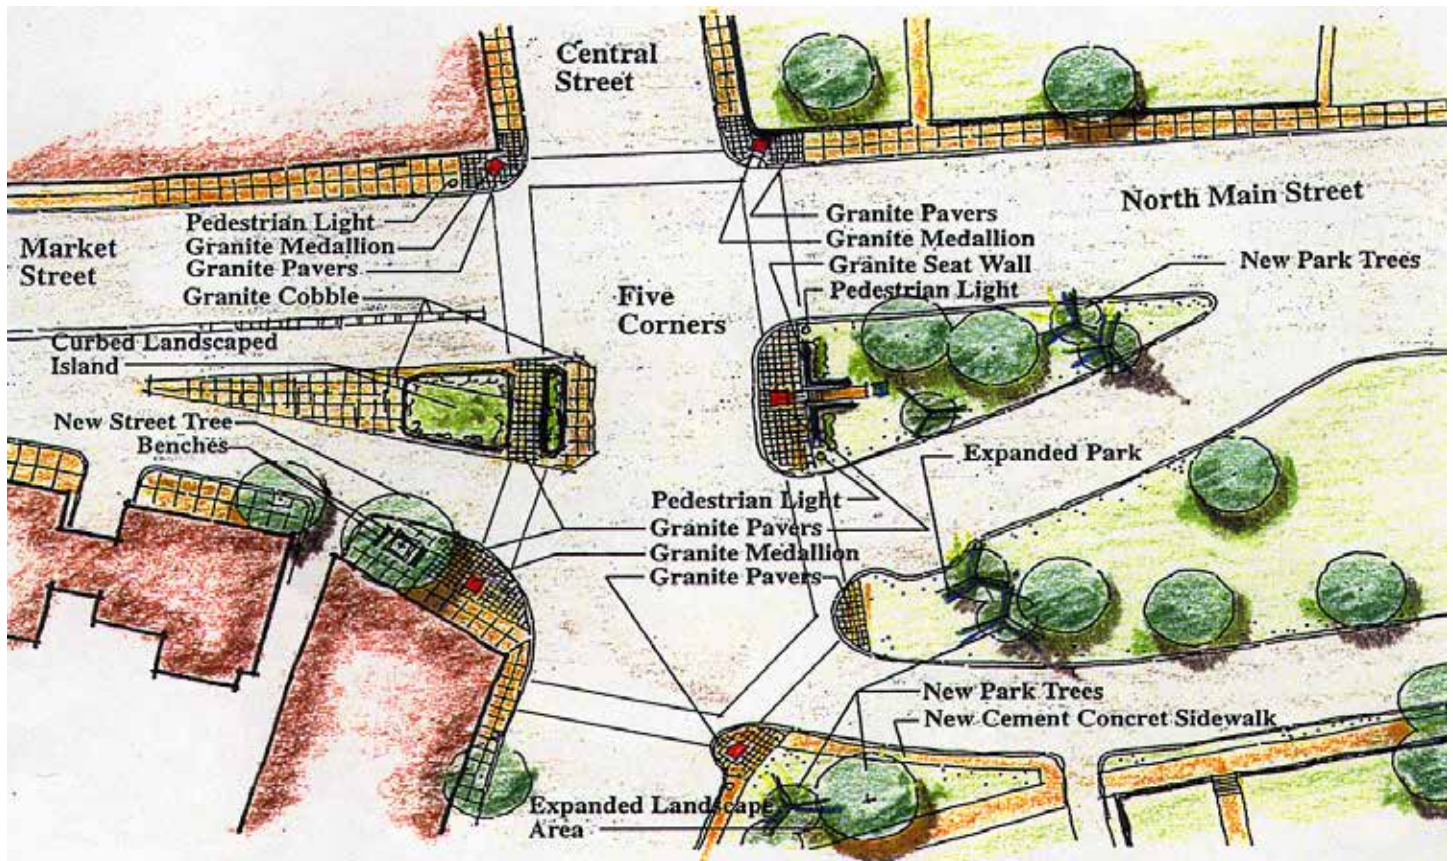 Central
Street
North Main Street
Pedestrian Light
Granite Medallion
Granite Pavers
Granite Cobble
Market
Street
Granite Pavers
Granite Medallion
Granite Seat Wall
Pedestrian Light
New Park Trees
Five
Corners
Curbed Landscaped
Island
New Street Tree
Benches
Expanded Park
Pedestrian Light
Granite Pavers
Granite Medallion
Granite Pavers
New Park Trees
New Cement Concret Sidewalk
Expanded Landscape
Area